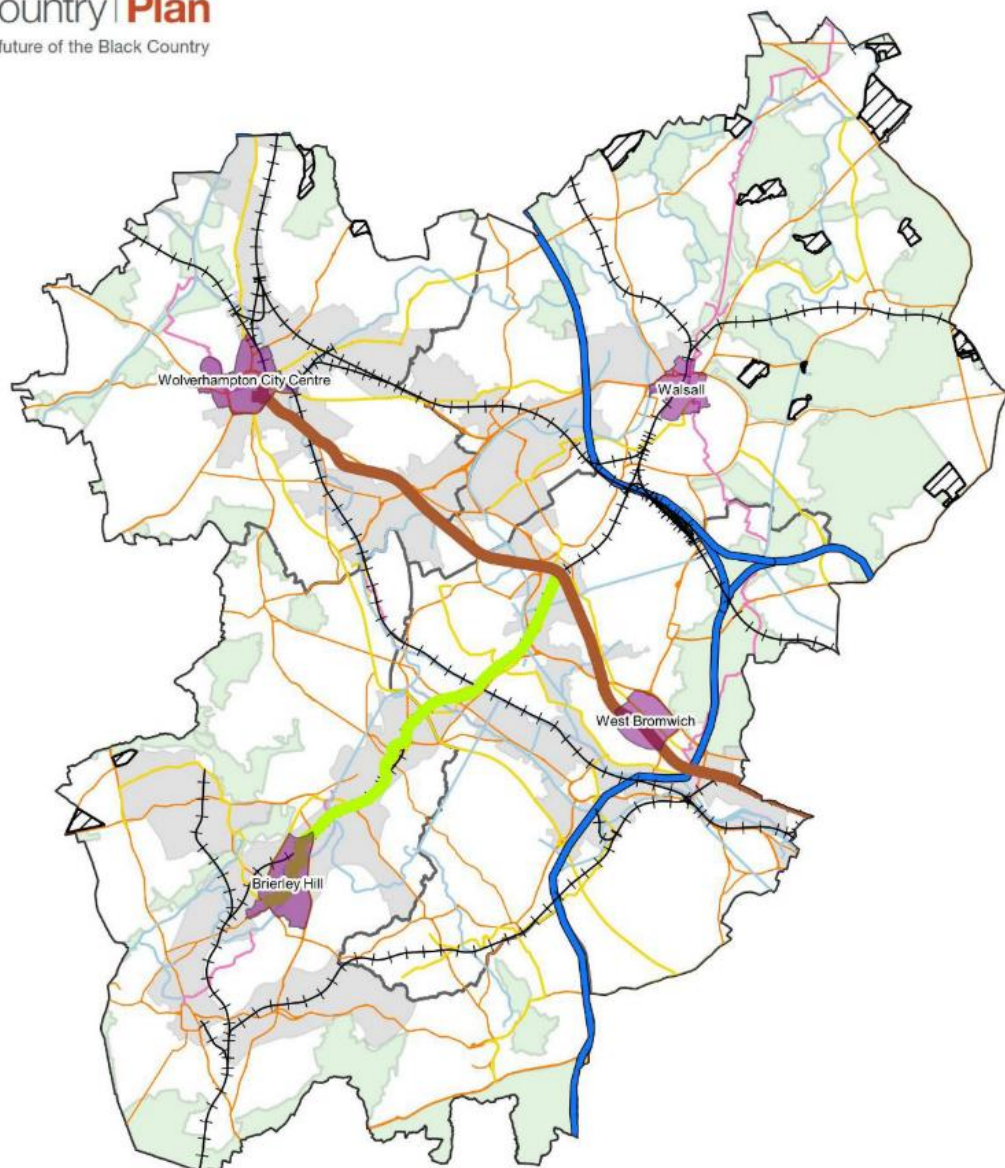 ountry | Plan
future of the Black Country
Wolverhampton City Centre
Walsall
West Bromwich
Brierley Hill